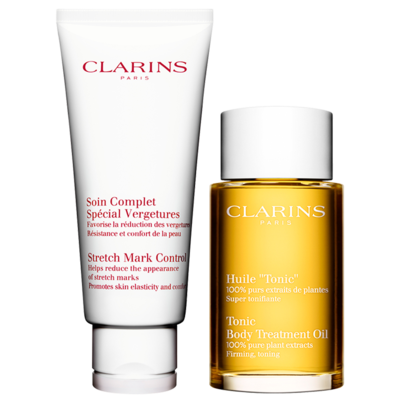 CLARINS
PARIS
Soin Complet
Spécial Vergetures
Favorise la réduction des vergetures
Résistance et confort de la peau
Stretch Mark Control
Helps reduce the appearance
of stretch marks
Promotes skin elasticity and comfort
CLARINS
PARIS
Huile "Tonic"
100% purs extraits de plantes
Super tonifiante
Tonic
Body Treatment Oil
100% pure plant extracts
Firming, toning